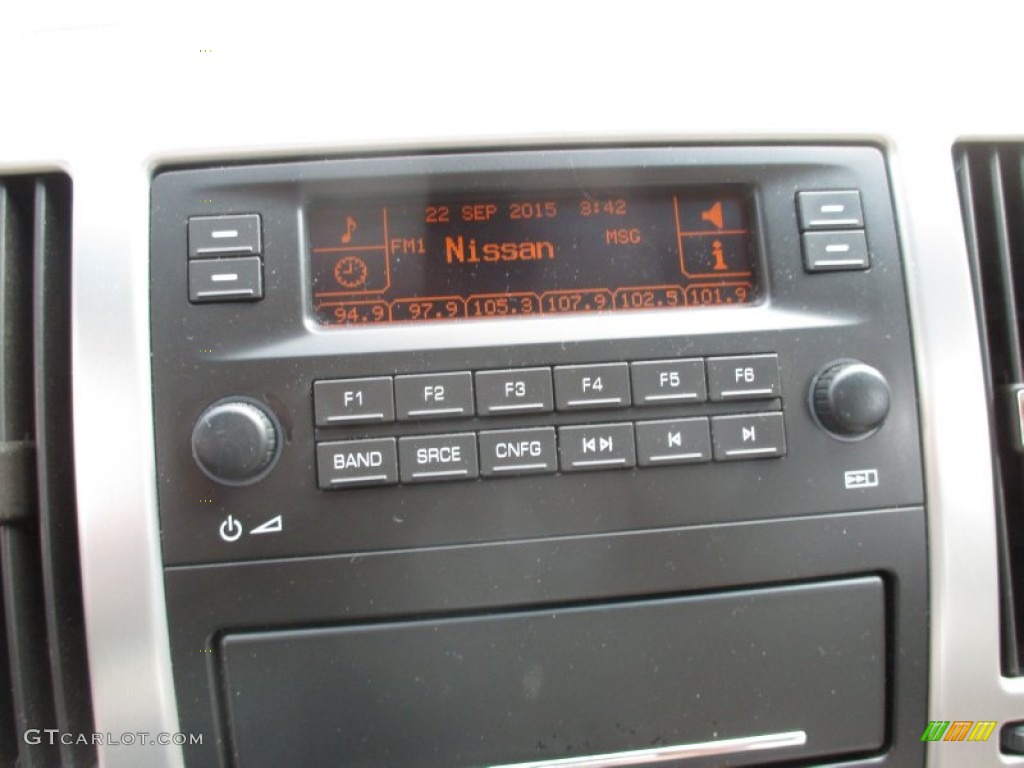 22 SEP 2015 3:42
FM1 Nissan MSG
94.9 97.9 105.3 107.9 102.5 101.9
F1 F2 F3 F4 F5 F6
BAND SRCE CNFG
GTCARLOT.COM